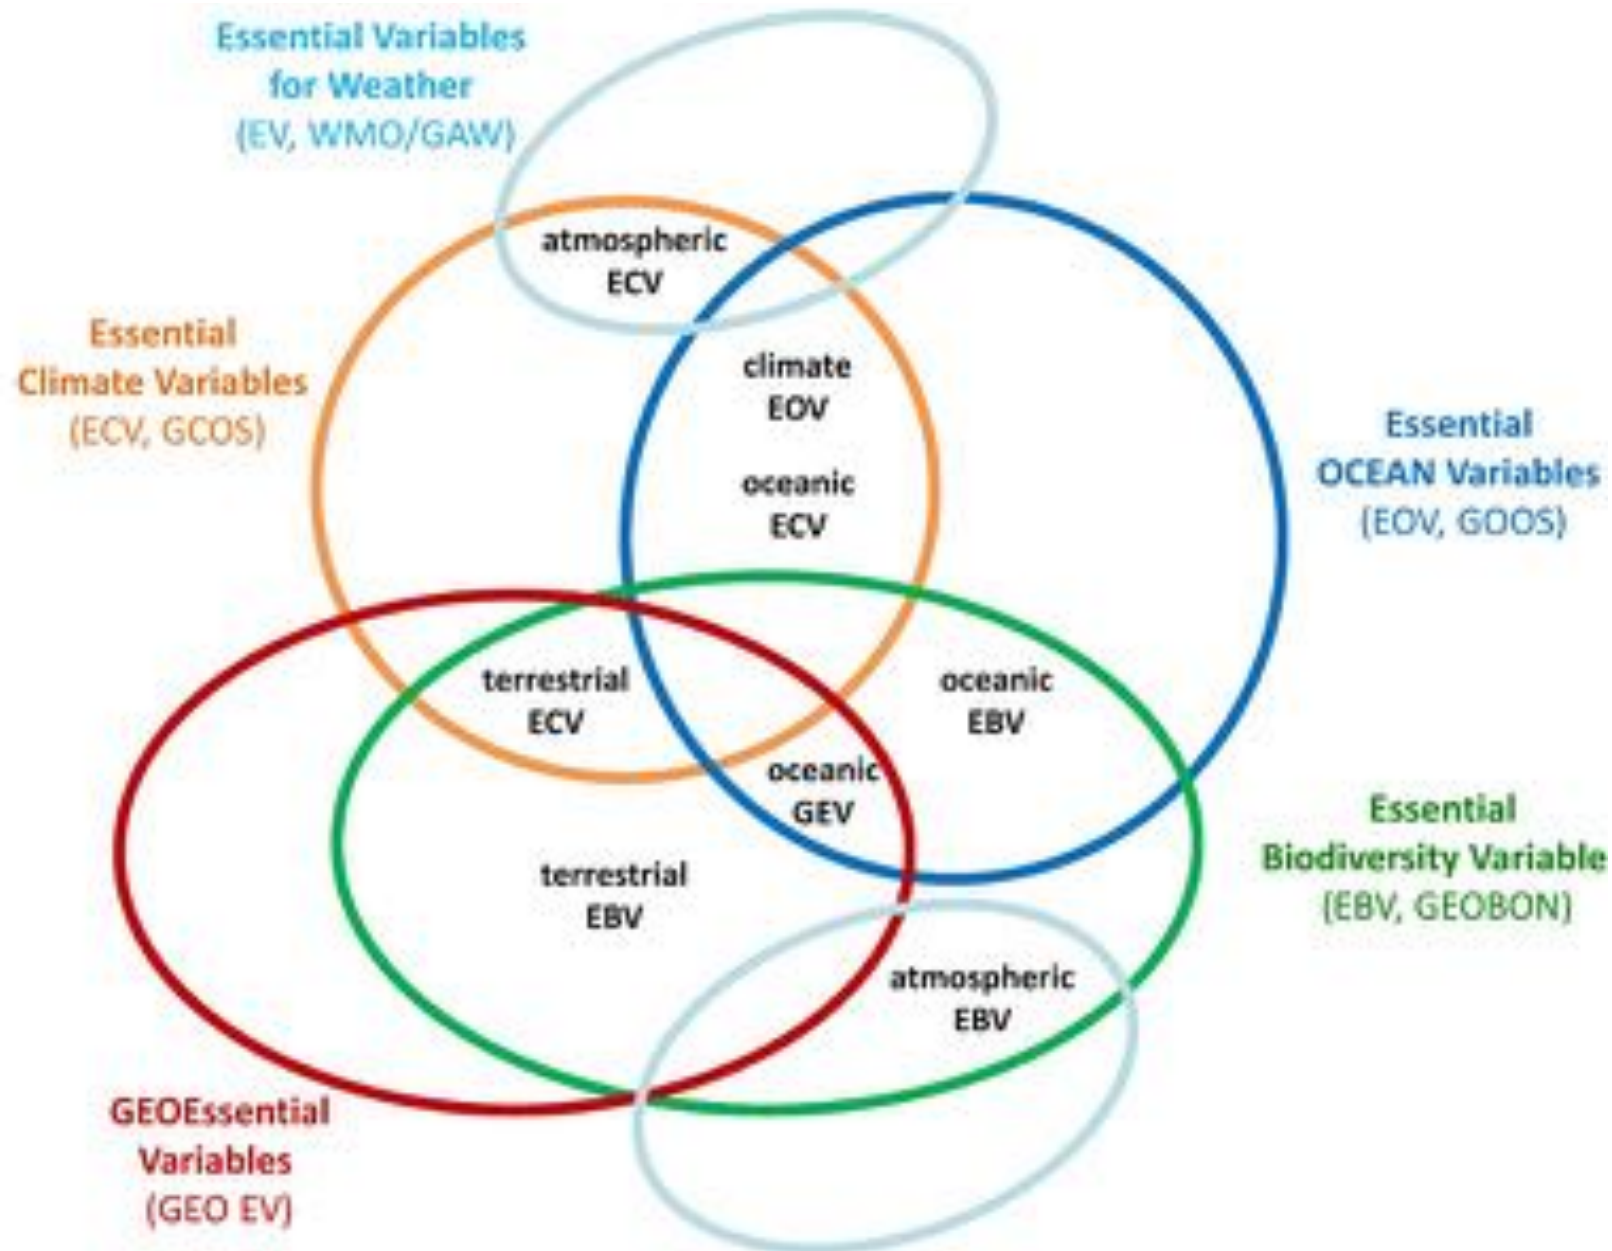 Essential Variables
for Weather
(EV, WMO/GAW)
atmospheric
ECV
Essential
Climate Variables
(ECV, GCOS)
climate
EOV
oceanic
ECV
Essential
OCEAN Variables
(EOV, GOOS)
terrestrial
ECV
oceanic
EBV
oceanic
GEV
Essential
Biodiversity Variable
(EBV, GEOBON)
terrestrial
EBV
atmospheric
EBV
GEOEssential
Variables
(GEO EV)